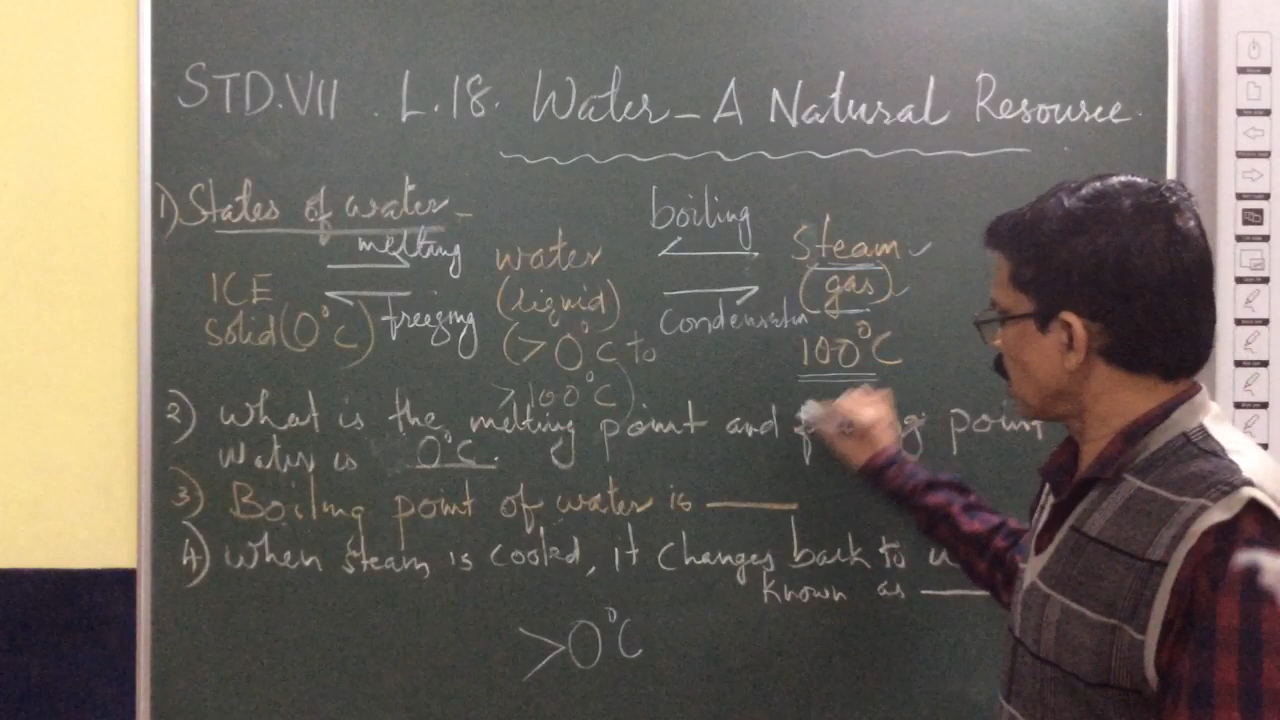 STD.VII . L.18. Water - A Natural Resource.
1) States of water -
melting
boiling
ICE
solid (0°C)
freezing
water
(liquid)
(>0°C to
>100°C)
condensation
Steam
(gas)
100°C
2) What is the melting point and point
Water is 0°C.
3) Boiling point of water is ____
4) When steam is cooled, it changes back to
known as ____
>0°C